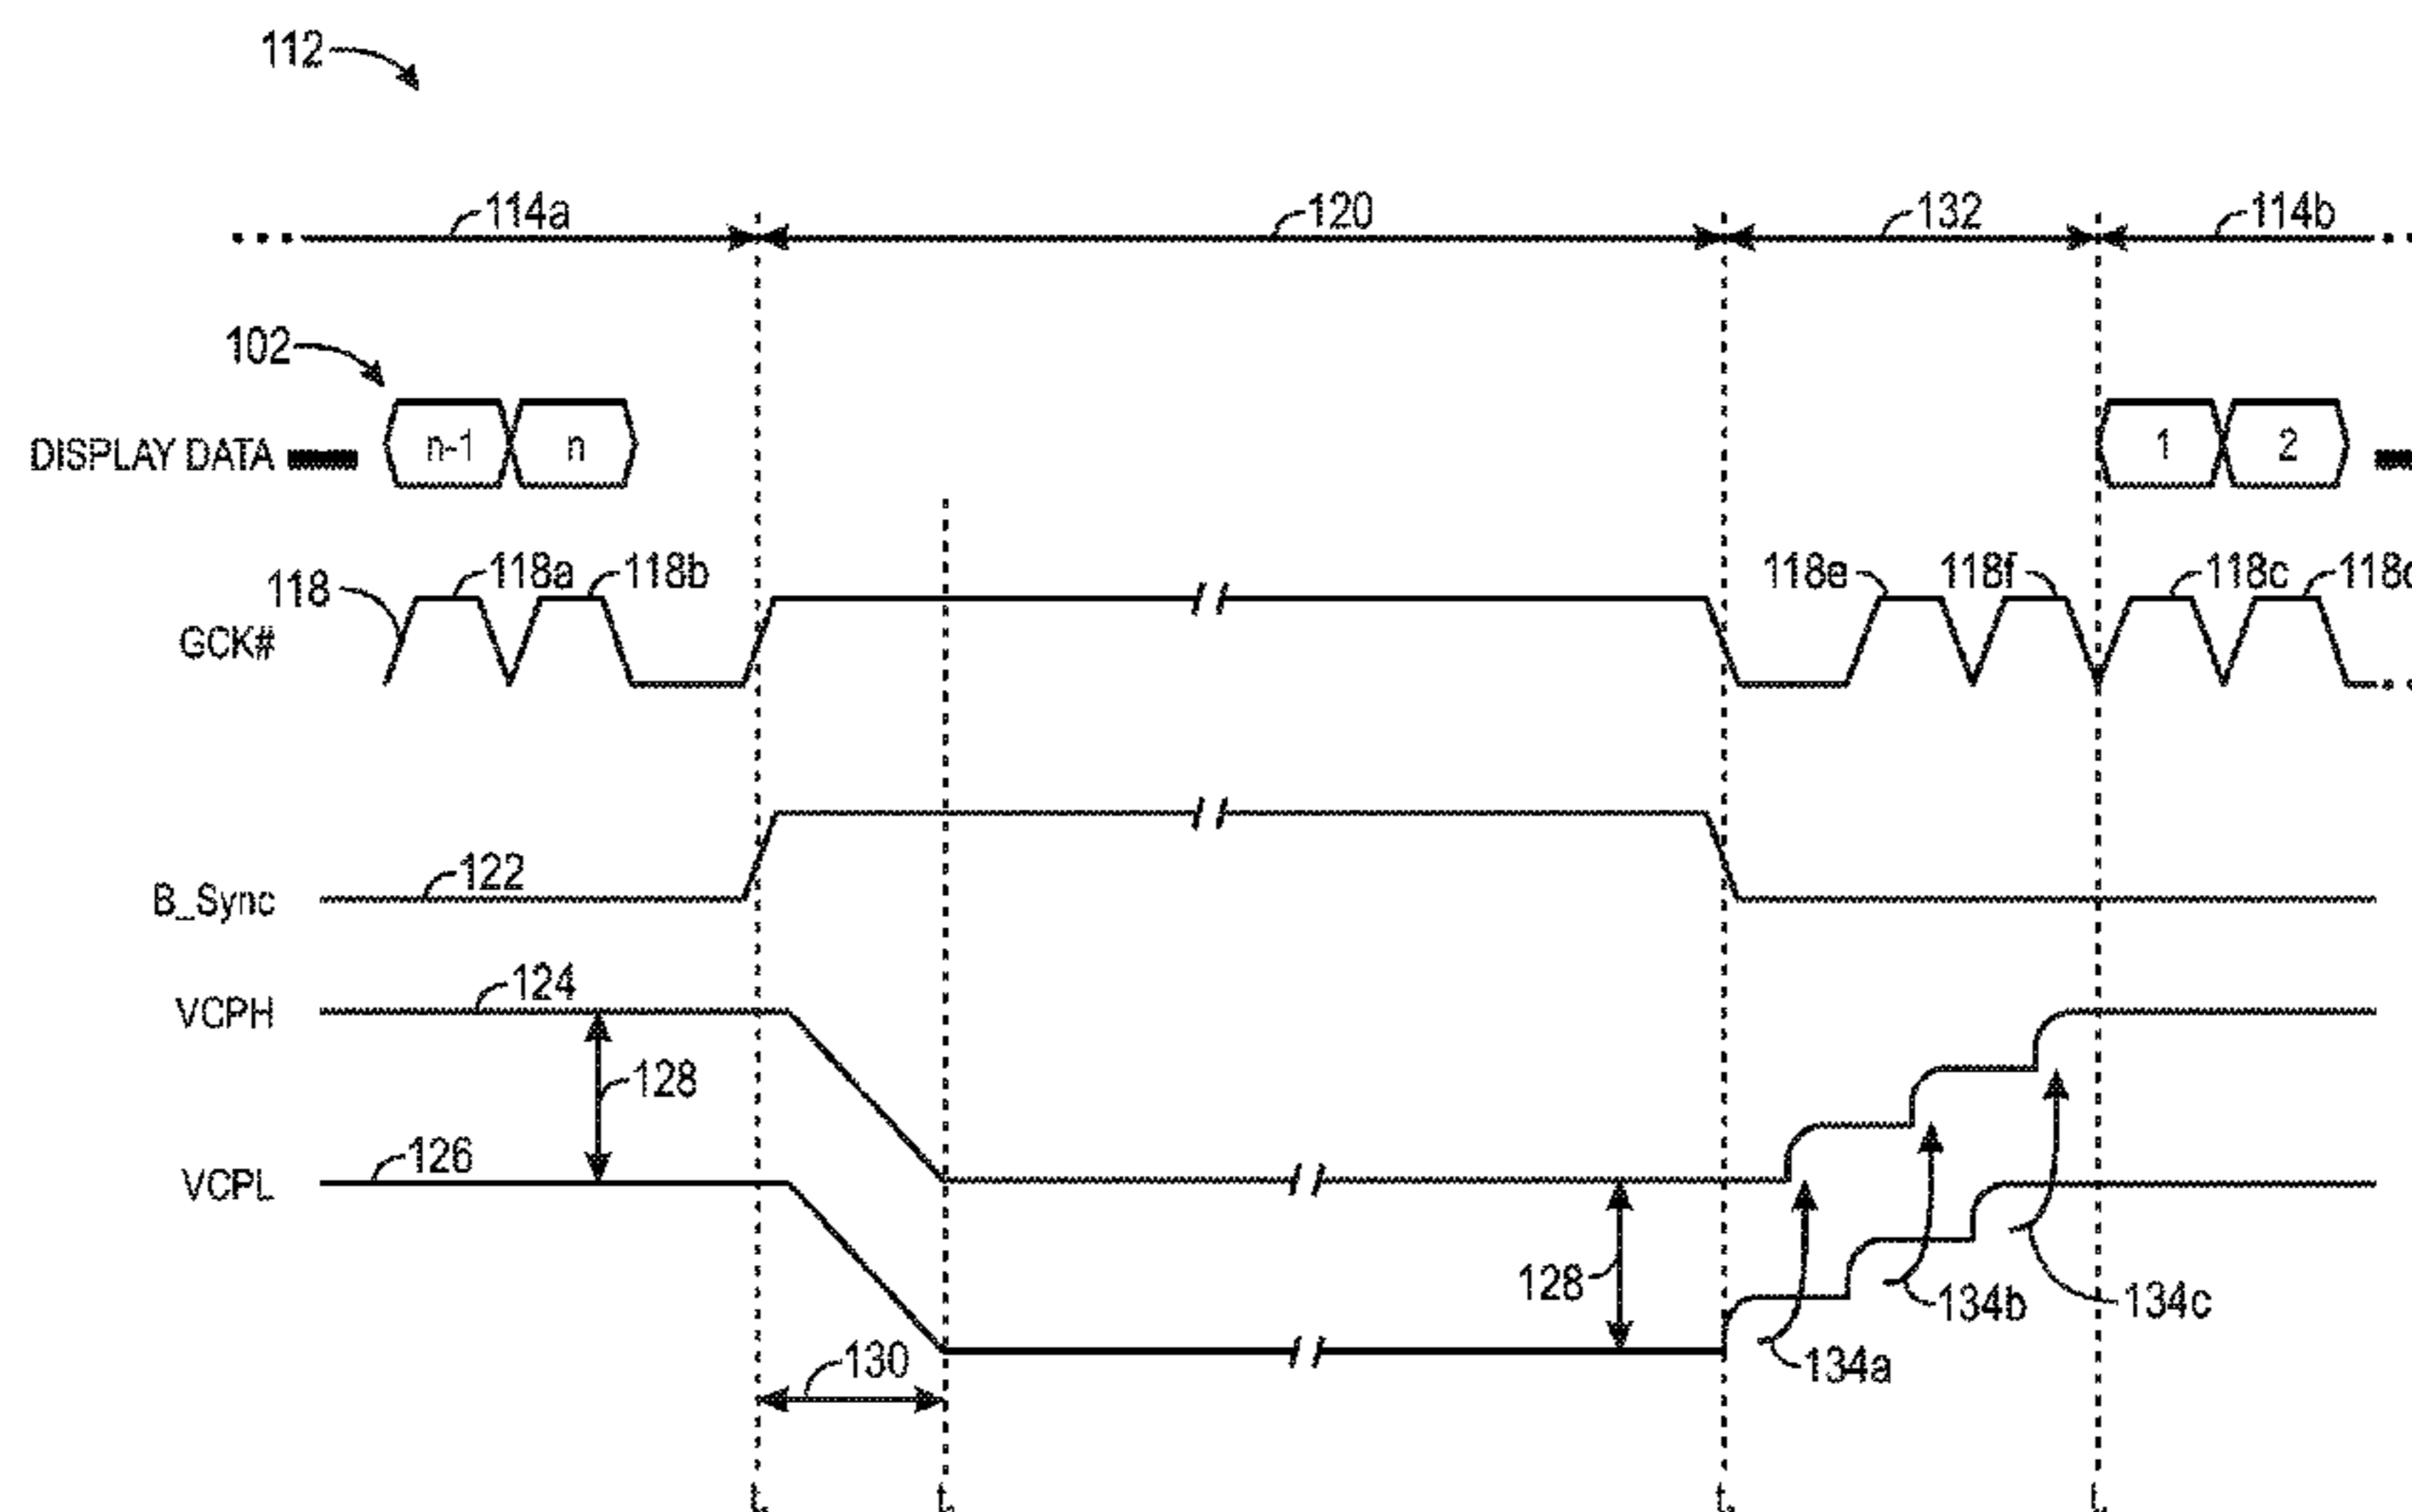 112
114a 120 132 114b
102
DISPLAY DATA n-1 n 1 2
118 118a 118b 118e 118f 118c
GCK#
B_Sync 122
VCPH 124
128
VCPL 126
128
134b 134c
130 134a